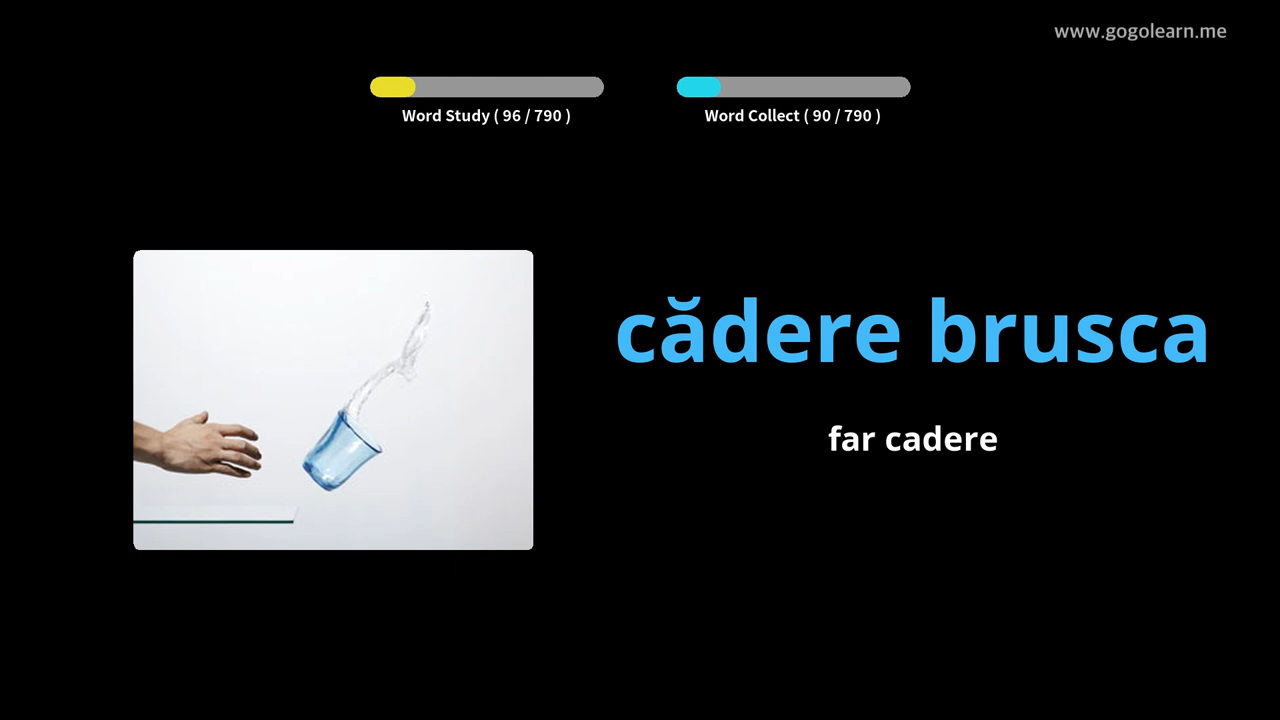 www.gogolearn.me
Word Study ( 96 / 790 )
Word Collect ( 90 / 790 )
cădere brusca
far cadere